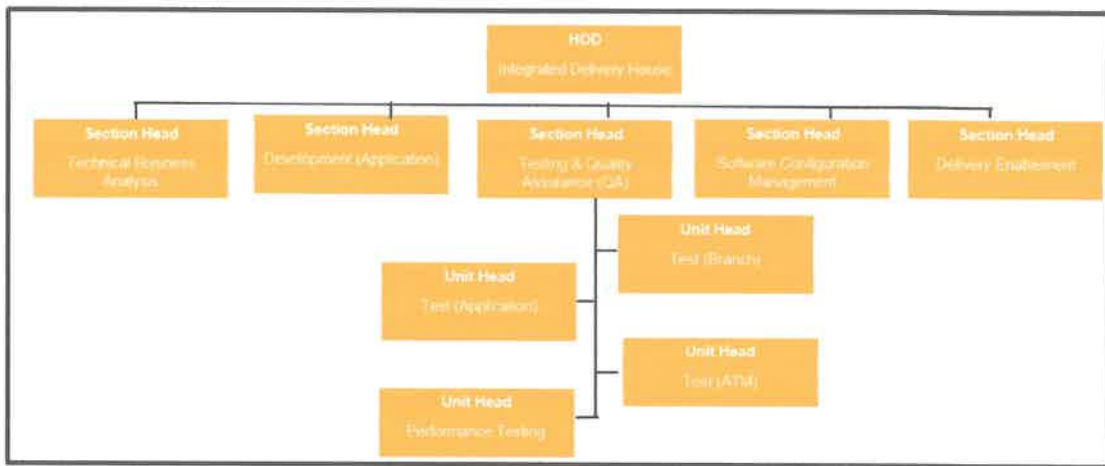 HOD
Integrated Delivery House
Section Head
Technical Business
Analysis
Section Head
Development (Application)
Section Head
Testing & Quality
Assurance (QA)
Section Head
Software Configuration
Management
Section Head
Delivery Enablement
Unit Head
Test (Branch)
Unit Head
Test (Application)
Unit Head
Test (ATM)
Unit Head
Performance Testing